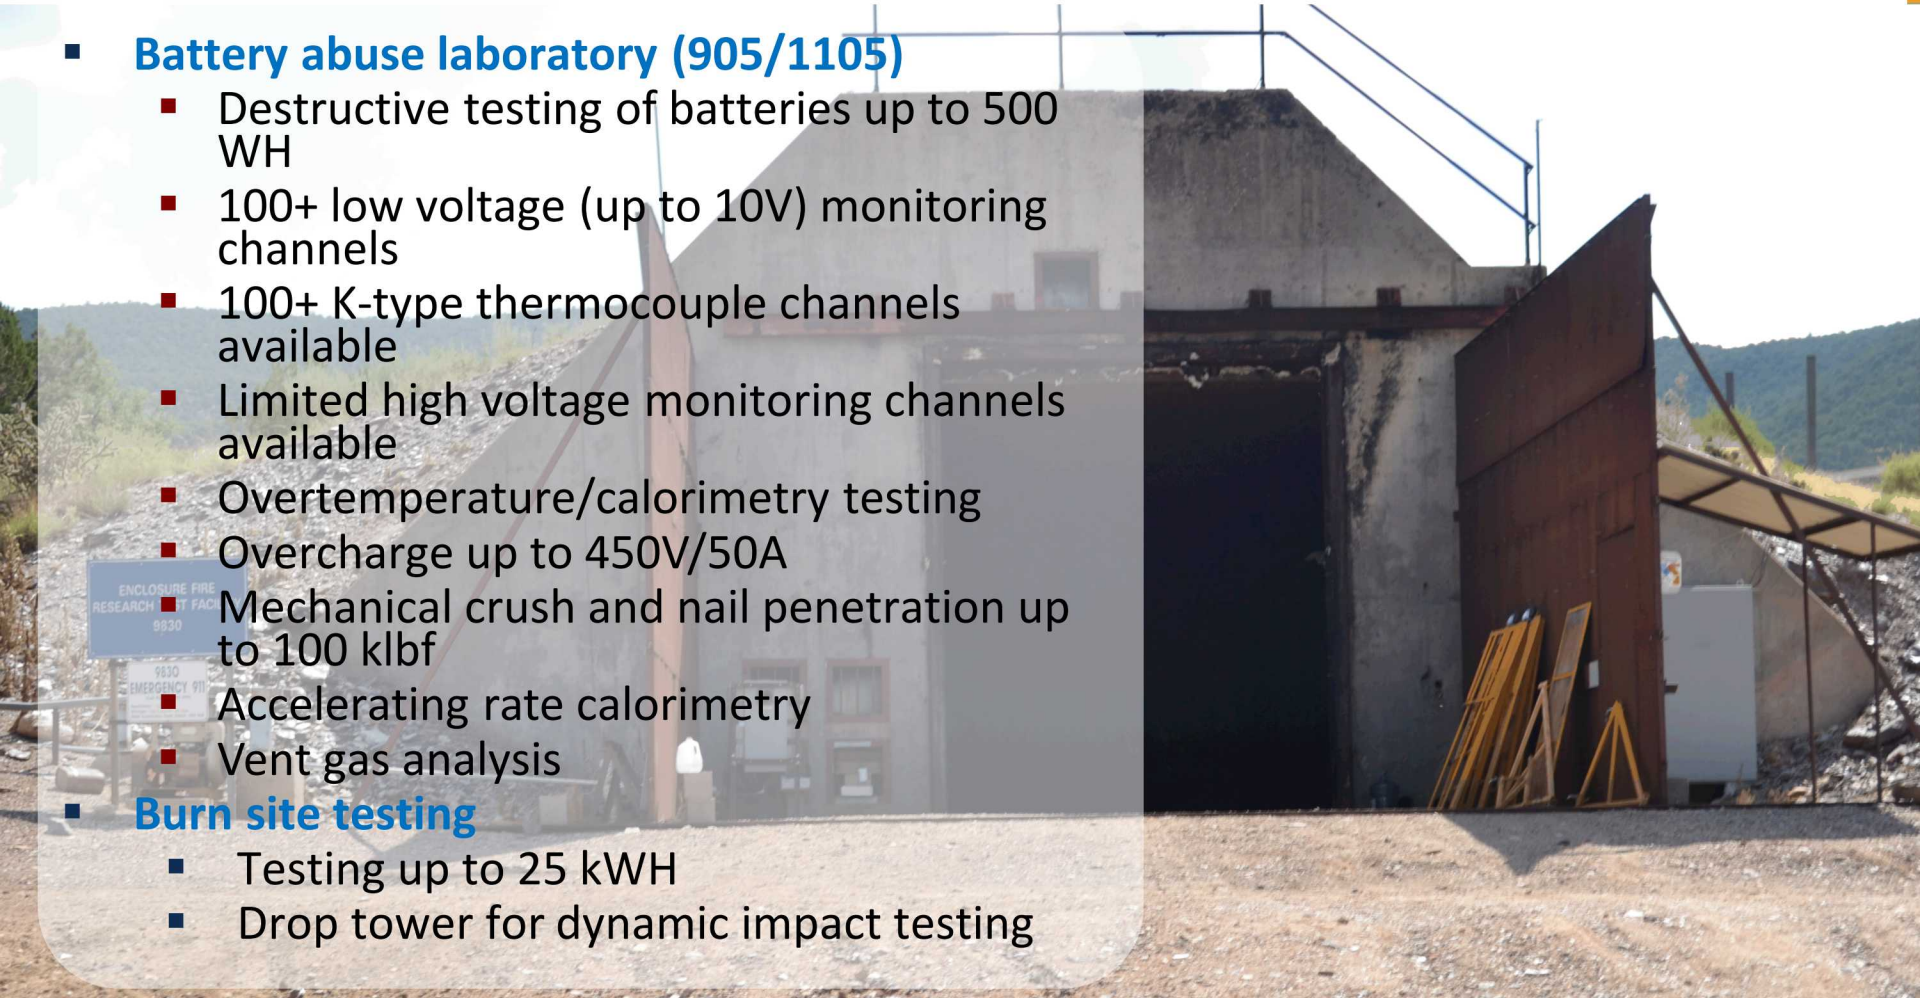 Battery abuse laboratory (905/1105)
Destructive testing of batteries up to 500
WH
100+ low voltage (up to 10V) monitoring
channels
100+ K-type thermocouple channels
available
Limited high voltage monitoring channels
available
Overtemperature/calorimetry testing
Overcharge up to 450V/50A
Mechanical crush and nail penetration up
to 100 klbf
Accelerating rate calorimetry
Vent gas analysis
Burn site testing
Testing up to 25 kWH
Drop tower for dynamic impact testing
ENCLOSURE FIRE
RESEARCH
9830
9830
EMERGENCY 911